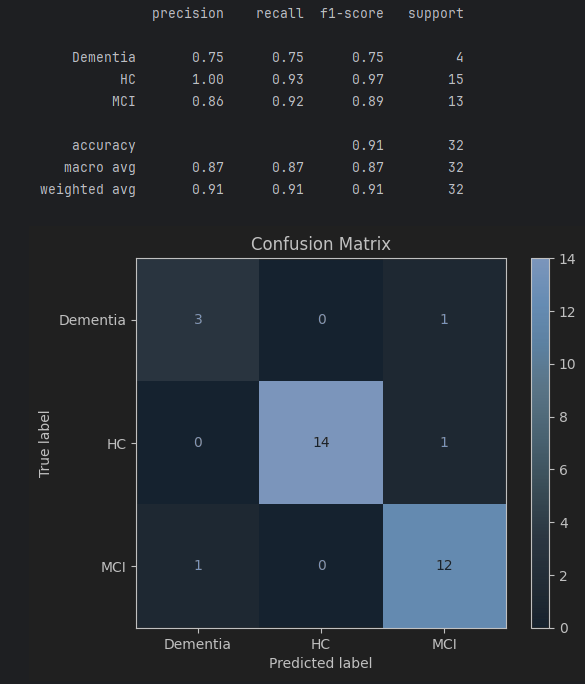 precision recall f1-score support
Dementia 0.75 0.75 0.75 4
HC 1.00 0.93 0.97 15
MCI 0.86 0.92 0.89 13
accuracy 0.91 32
macro avg 0.87 0.87 0.87 32
weighted avg 0.91 0.91 0.91 32
Confusion Matrix
14
12
10
8
6
4
2
0
True label
Dementia 3 0 1
HC 0 14 1
MCI 1 0 12
Dementia HC MCI
Predicted label